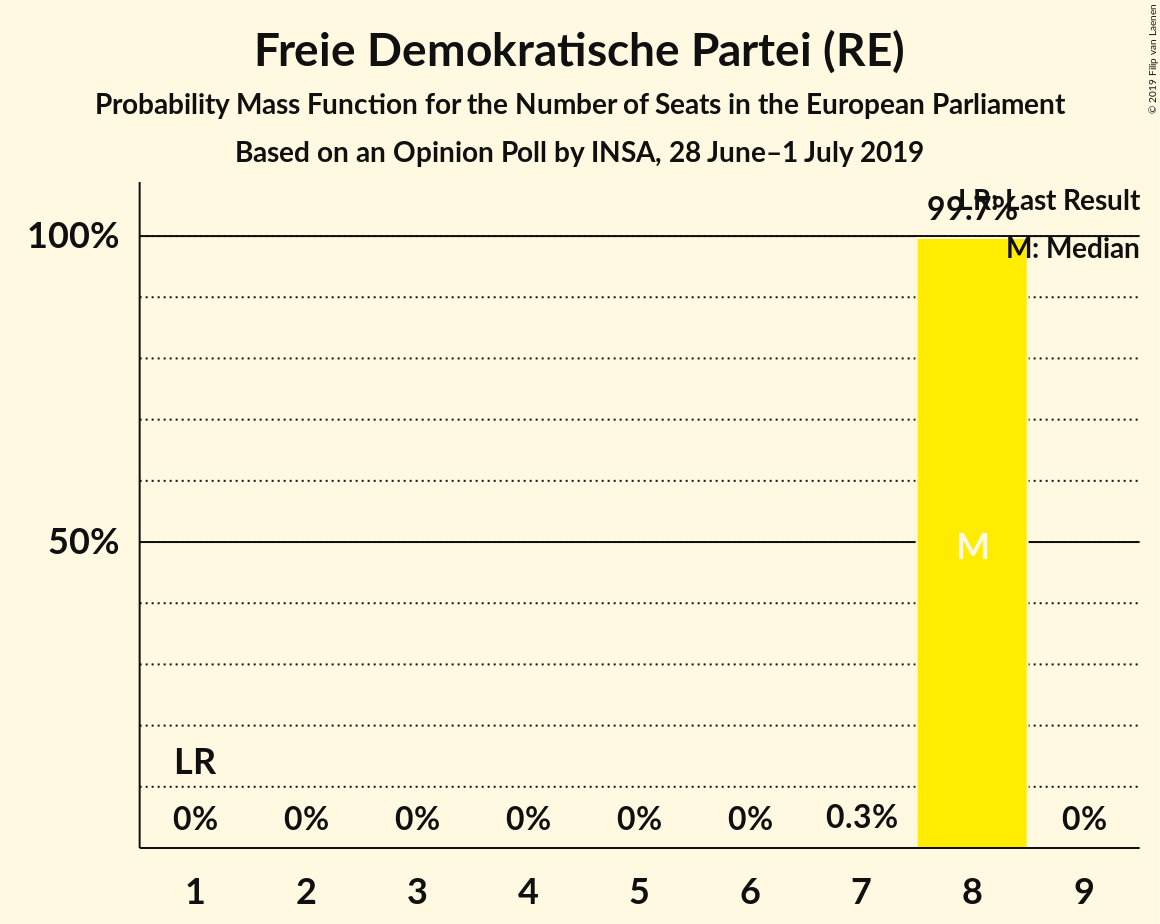 Freie Demokratische Partei (RE)
Probability Mass Function for the Number of Seats in the European Parliament
Based on an Opinion Poll by INSA, 28 June–1 July 2019
© 2019 Filip van Laenen
LR: Last Result
M: Median
99.7%
100%
50%
M
LR
0% 0% 0% 0% 0% 0% 0.3% 0%
1 2 3 4 5 6 7 8 9